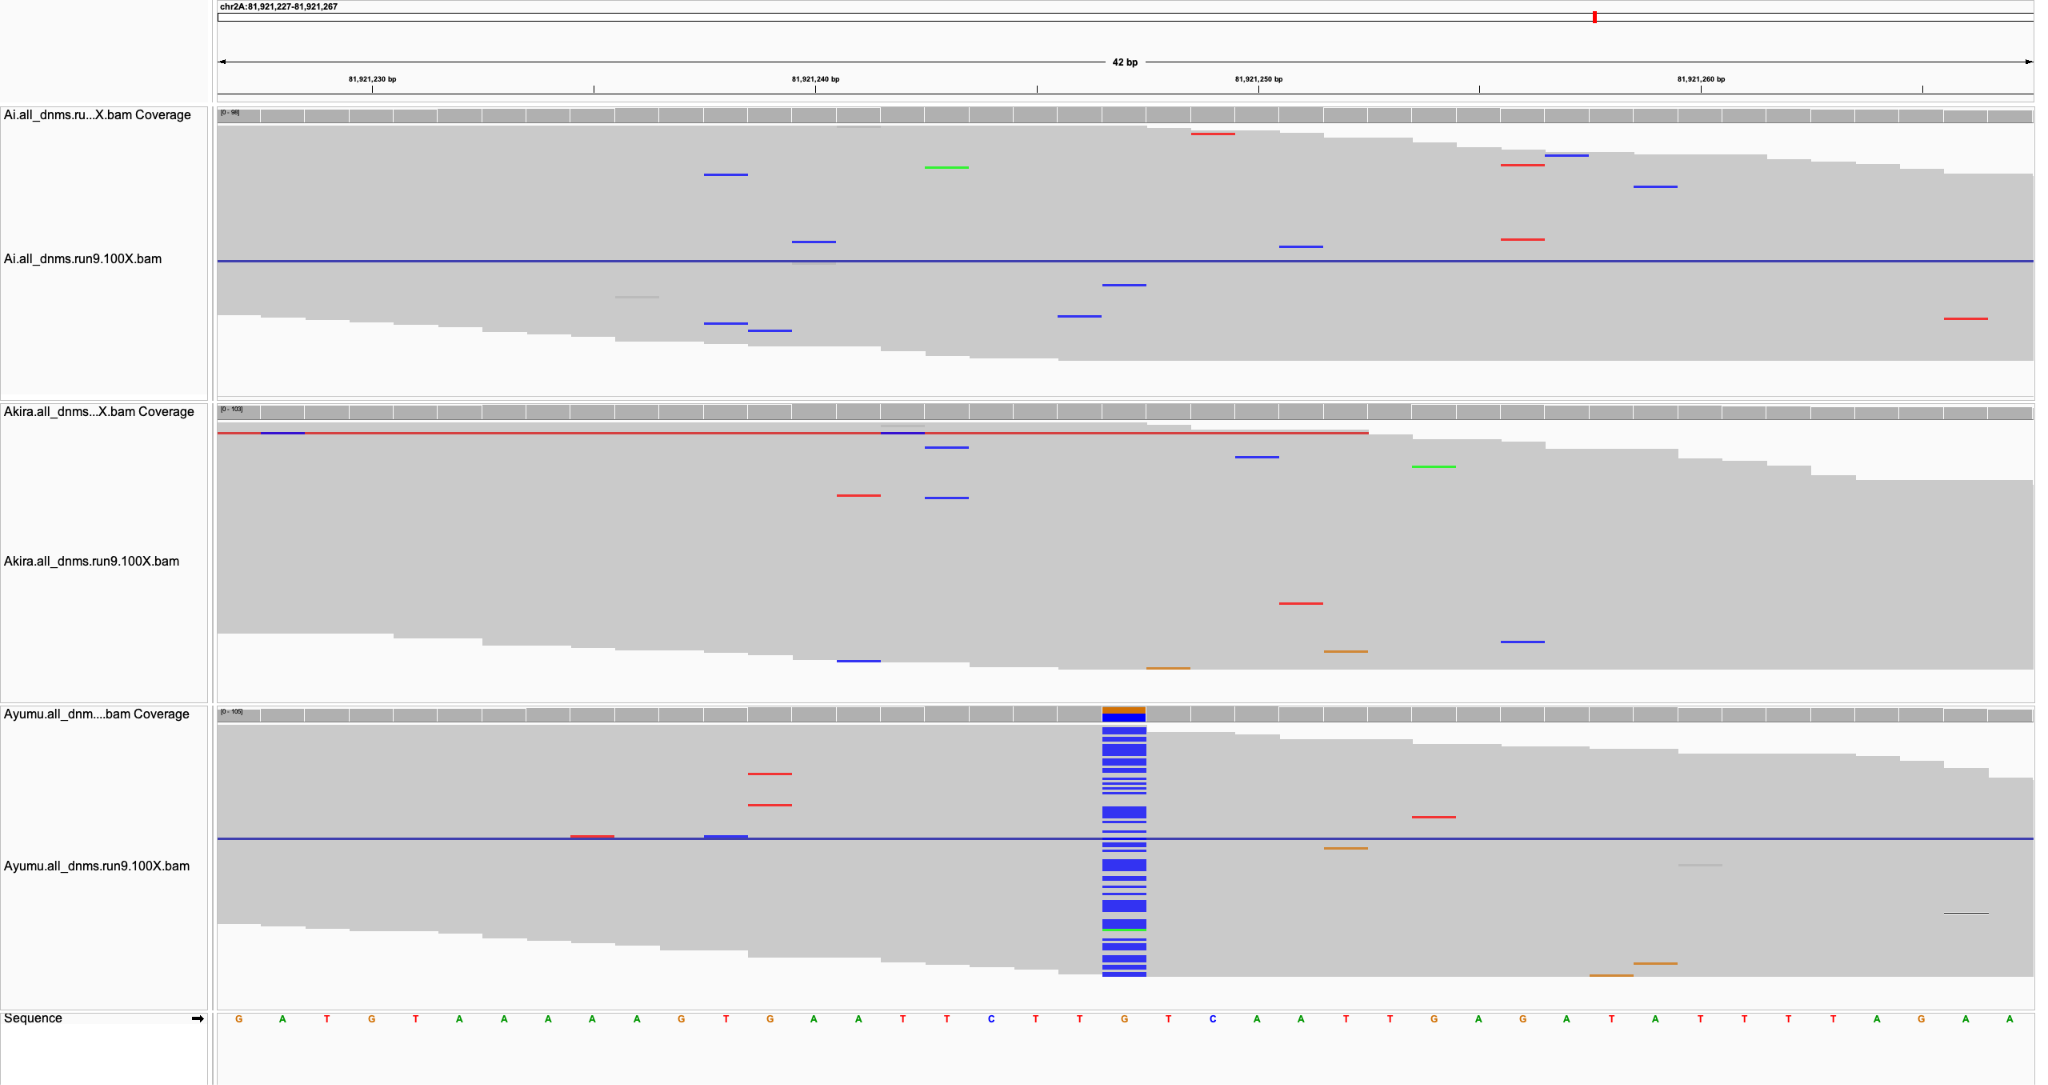 chr2A:81,921,227-81,921,267
42 bp
81,921,230 bp 81,921,240 bp 81,921,250 bp 81,921,260 bp
Ai.all_dnms.ru...X.bam Coverage
[0 - 98]
Ai.all_dnms.run9.100X.bam
Akira.all_dnms...X.bam Coverage
[0 - 103]
Akira.all_dnms.run9.100X.bam
Ayumu.all_dnm....bam Coverage
[0 - 105]
Ayumu.all_dnms.run9.100X.bam
Sequence G A T G T A A A A A G T G A A T T C T T G T C A A T T G A G A T A T T T T A G A A